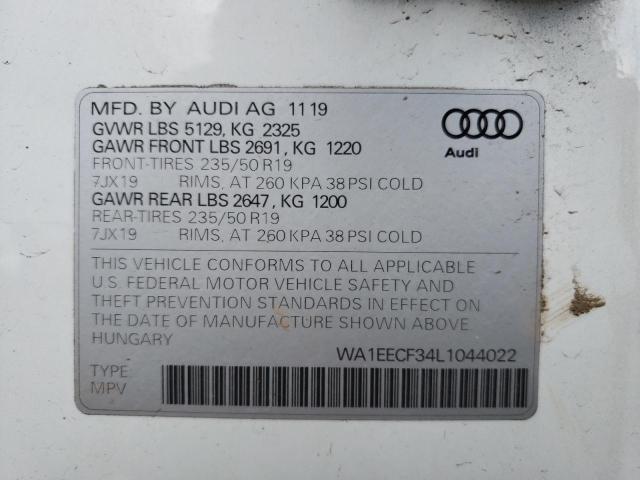 MFD. BY AUDI AG 11 19
GVWR LBS 5129, KG 2325
GAWR FRONT LBS 2691, KG 1220
FRONT-TIRES 235/50 R19
7JX19 RIMS, AT 260 KPA 38 PSI COLD
GAWR REAR LBS 2647, KG 1200
REAR-TIRES 235/50 R19
7JX19 RIMS, AT 260 KPA 38 PSI COLD
Audi
THIS VEHICLE CONFORMS TO ALL APPLICABLE
U.S. FEDERAL MOTOR VEHICLE SAFETY AND
THEFT PREVENTION STANDARDS IN EFFECT ON
THE DATE OF MANUFACTURE SHOWN ABOVE
HUNGARY
WA1EECF34L1044022
TYPE
MPV